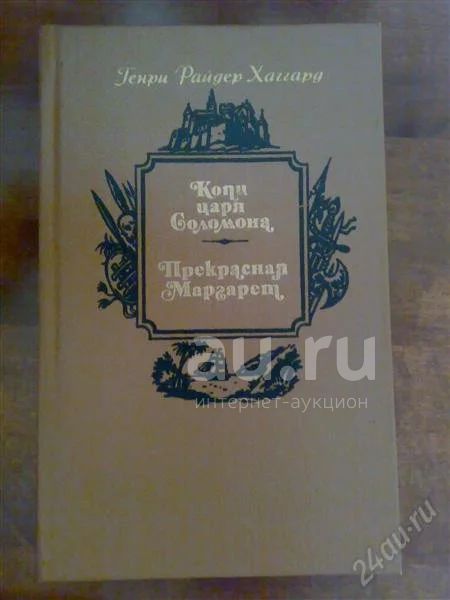 Генри Райдер Хаггард
Копи
царя
Соломона
Прекрасная
Маргарет
au.ru
интернет-аукцион
24au.ru